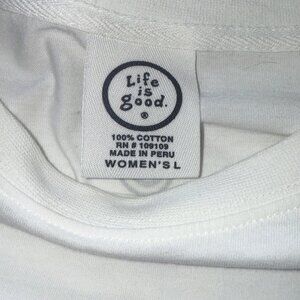 Life
is
good.
®
100% COTTON
RN # 109109
MADE IN PERU
WOMEN'S L